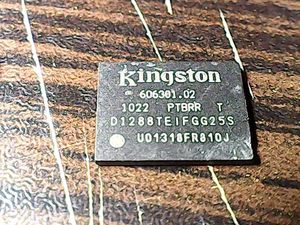 Kingston
606301.02
1022 PTBRR T
D1288TEIFGG25S
U01318FR810J